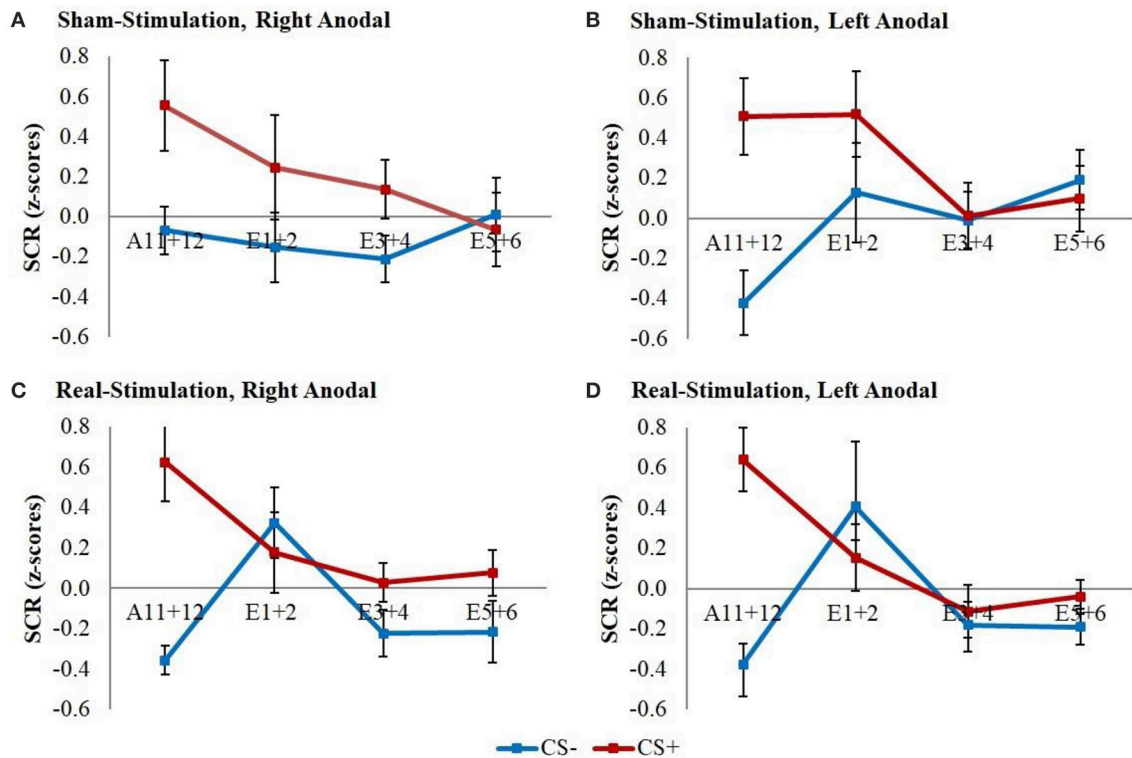 A Sham-Stimulation, Right Anodal
0.8
0.6
0.4
0.2
0.0
-0.2
-0.4
-0.6
SCR (z-scores)
A11+12 E1+2 E3+4 E5+6
B Sham-Stimulation, Left Anodal
0.8
0.6
0.4
0.2
0.0
-0.2
-0.4
-0.6
SCR (z-scores)
A11+12 E1+2 E3+4 E5+6
C Real-Stimulation, Right Anodal
0.8
0.6
0.4
0.2
0.0
-0.2
-0.4
-0.6
SCR (z-scores)
A11+12 E1+2 E3+4 E5+6
D Real-Stimulation, Left Anodal
0.8
0.6
0.4
0.2
0.0
-0.2
-0.4
-0.6
SCR (z-scores)
A11+12 E1+2 E3+4 E5+6
CS- CS+